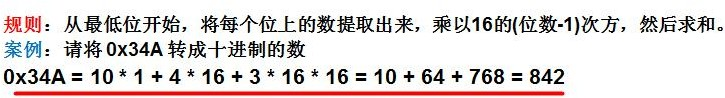 规则：从最低位开始，将每个位上的数提取出来，乘以16的(位数-1)次方，然后求和。
案例：请将 0x34A 转成十进制的数
0x34A = 10 * 1 + 4 * 16 + 3 * 16 * 16 = 10 + 64 + 768 = 842